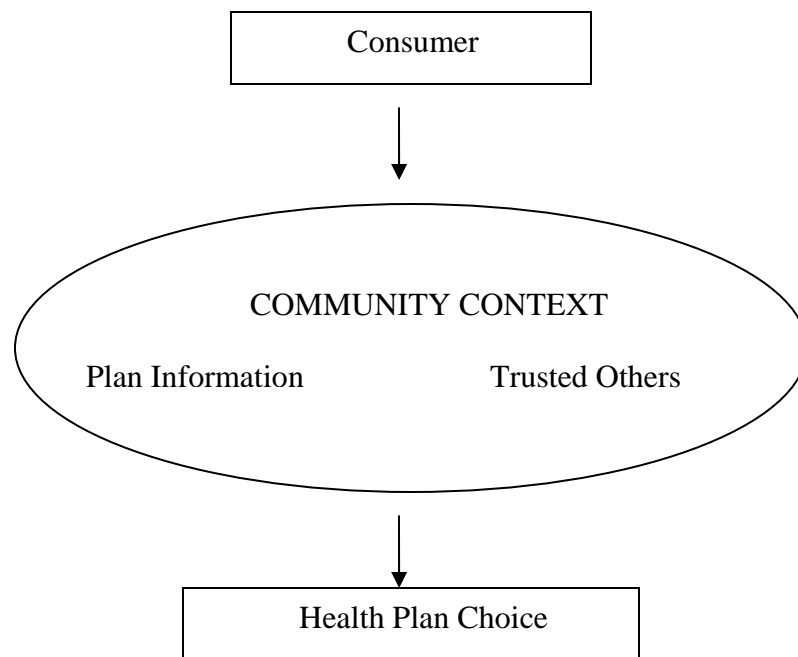 Consumer
COMMUNITY CONTEXT
Plan Information Trusted Others
Health Plan Choice